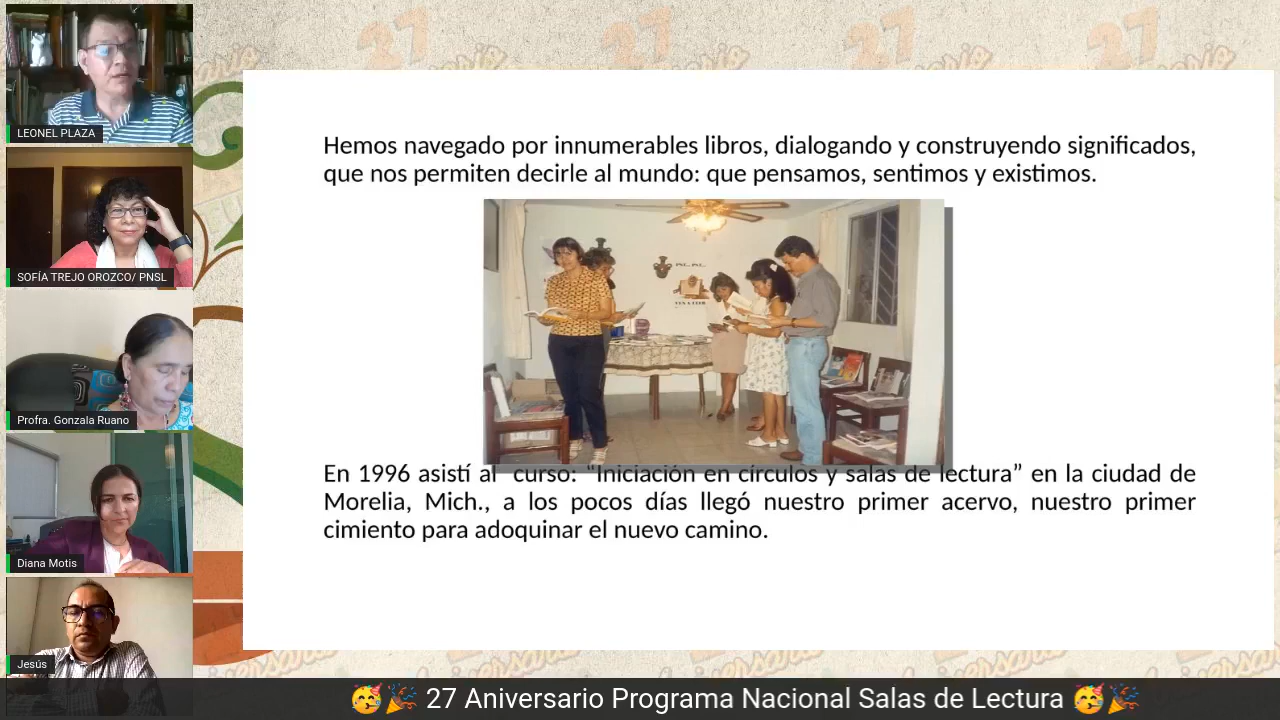 LEONEL PLAZA
SOFÍA TREJO OROZCO/ PNSL
Profra. Gonzala Ruano
Diana Motis
Jesús
Hemos navegado por innumerables libros, dialogando y construyendo significados,
que nos permiten decirle al mundo: que pensamos, sentimos y existimos.
En 1996 asistí al curso: “Iniciación en círculos y salas de lectura” en la ciudad de
Morelia, Mich., a los pocos días llegó nuestro primer acervo, nuestro primer
cimiento para adoquinar el nuevo camino.
🥳🎉 27 Aniversario Programa Nacional Salas de Lectura 🥳🎉